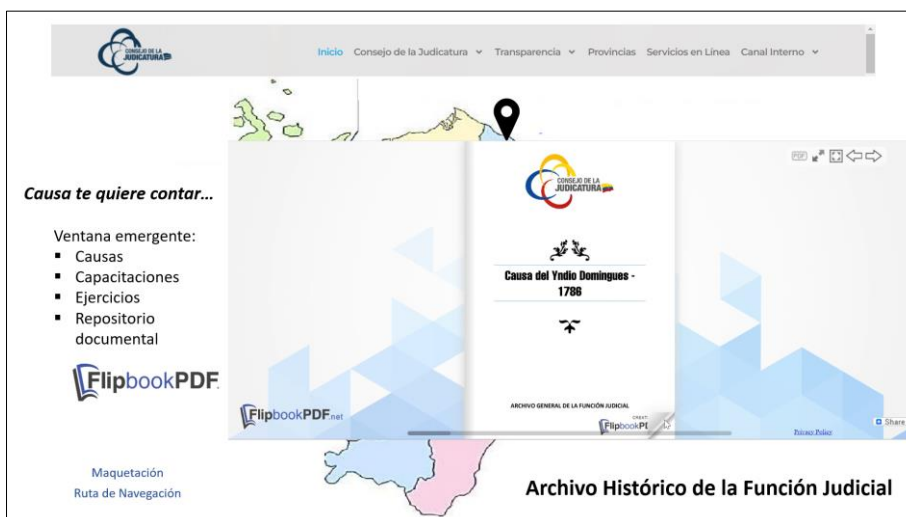 CONSEJO DE LA
JUDICATURA
Inicio Consejo de la Judicatura Transparencia Provincias Servicios en Línea Canal Interno
PDF
Causa te quiere contar...
Ventana emergente:
▪ Causas
▪ Capacitaciones
▪ Ejercicios
▪ Repositorio
documental
FlipbookPDF.
CONSEJO DE LA
JUDICATURA
Causa del Yndio Domingues -
1786
ARCHIVO GENERAL DE LA FUNCIÓN JUDICIAL
FlipbookPDF.net
FlipbookPD
Share
Privacy Policy
Maquetación
Ruta de Navegación
Archivo Histórico de la Función Judicial